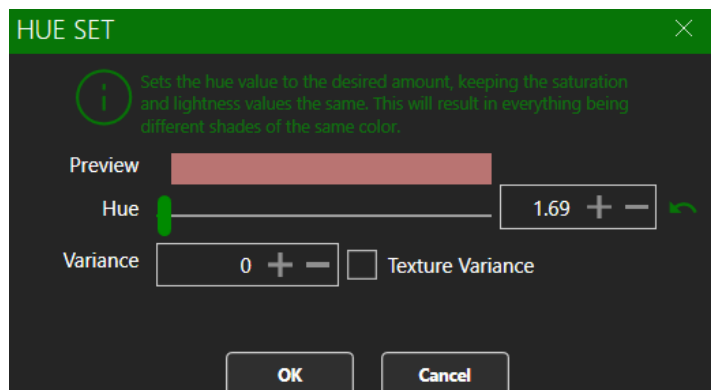 HUE SET
Sets the hue value to the desired amount, keeping the saturation
and lightness values the same. This will result in everything being
different shades of the same color.
Preview
Hue 1.69
Variance 0 Texture Variance
OK Cancel